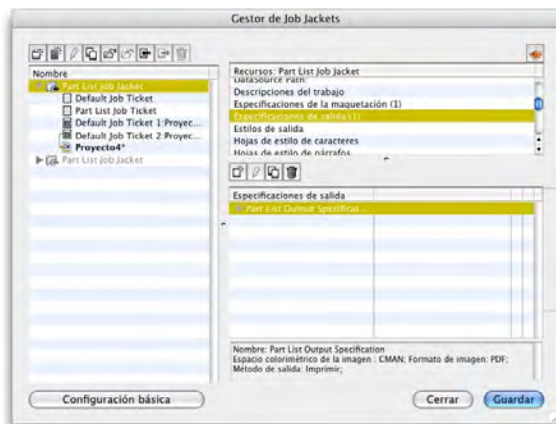 Gestor de Job Jackets
Nombre
Part List Job Jacket
Default Job Ticket
Part List Job Ticket
Default Job Ticket 1:Proyec...
Default Job Ticket 2:Proyec...
Proyecto4*
Part List Job Jacket
Recursos: Part List Job Jacket
DataSource Path:
Descripciones del trabajo
Especificaciones de la maquetación (1)
Especificaciones de salida (1)
Estilos de salida
Hojas de estilo de caracteres
Hojas de estilo de párrafos
Especificaciones de salida
Part List Output Specificat...
Nombre: Part List Output Specification
Espacio colorimétrico de la imagen : CMAN; Formato de imagen: PDF;
Método de salida: Imprimir;
Configuración básica
Cerrar
Guardar